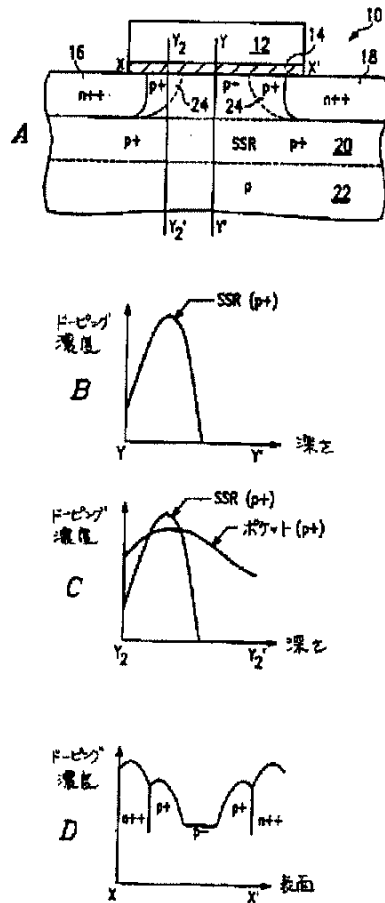 10
16 Y₂ Y 12 14 18
X X'
n++ p+ 24 p- 24 p+ n++
A p+ SSR p+ 20
p 22
Y₂' Y'
ドーピング
濃度
SSR (p+)
B
Y Y' 深さ
ドーピング
濃度
SSR (p+)
ポケット (p+)
C
Y₂ Y₂' 深さ
ドーピング
濃度
n++ p+ p- p+ n++
D
X X' 表面